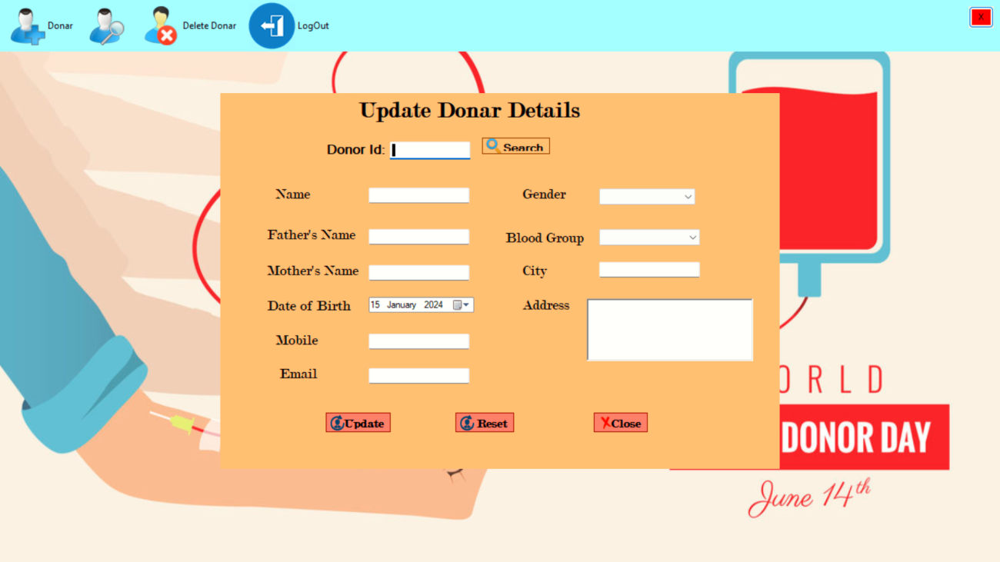 Donar
Delete Donar
LogOut
X
Update Donar Details
Donor Id:
Search
Name
Gender
Father's Name
Blood Group
Mother's Name
City
Date of Birth
15 January 2024
Address
Mobile
Email
ORLD
DONOR DAY
June 14th
Update
Reset
Close